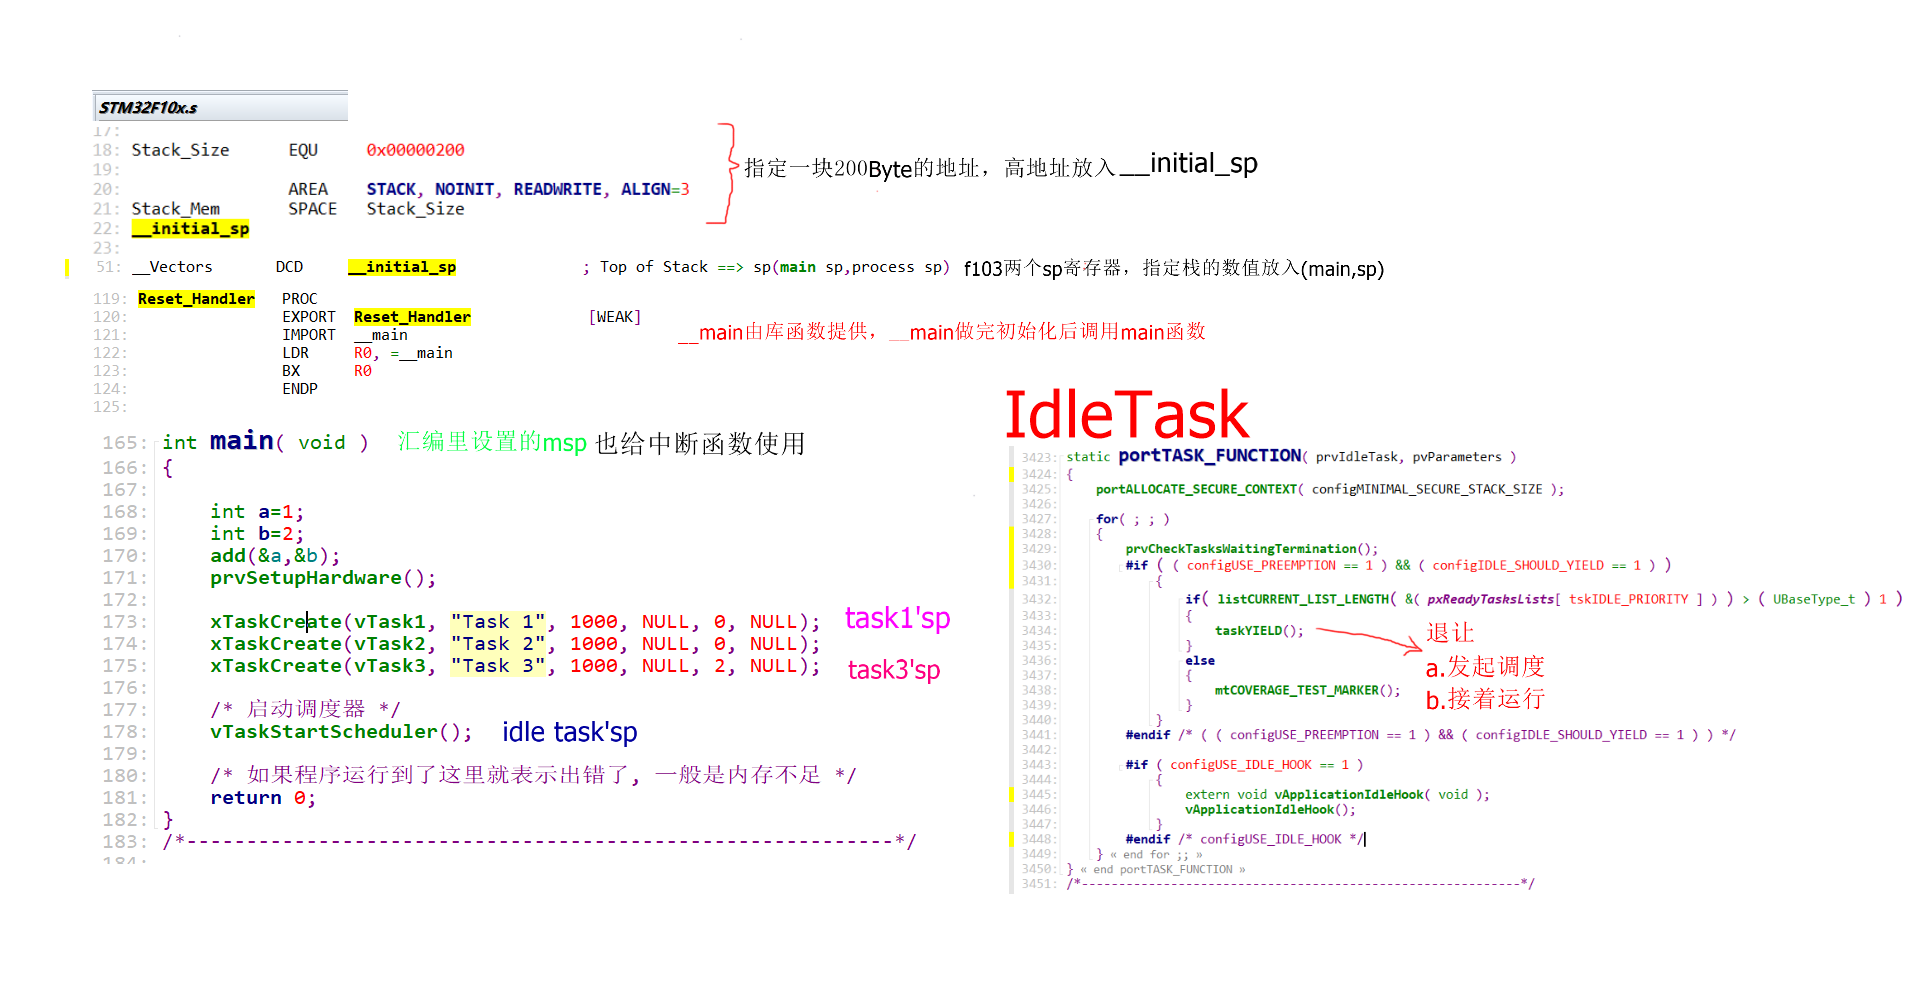 STM32F10x.s
17:
18: Stack_Size EQU 0x00000200
19:
20: AREA STACK, NOINIT, READWRITE, ALIGN=3
21: Stack_Mem SPACE Stack_Size
22: __initial_sp
23:
指定一块200Byte的地址，高地址放入__initial_sp
51: __Vectors DCD __initial_sp ; Top of Stack ==> sp(main sp,process sp) f103两个sp寄存器，指定栈的数值放入(main,sp)
119: Reset_Handler PROC
120: EXPORT Reset_Handler [WEAK]
121: IMPORT __main
122: LDR R0, =__main
123: BX R0
124: ENDP
125:
__main由库函数提供，__main做完初始化后调用main函数
165: int main( void ) 汇编里设置的msp 也给中断函数使用
166: {
167:
168: int a=1;
169: int b=2;
170: add(&a,&b);
171: prvSetupHardware();
172:
173: xTaskCreate(vTask1, "Task 1", 1000, NULL, 0, NULL); task1'sp
174: xTaskCreate(vTask2, "Task 2", 1000, NULL, 0, NULL);
175: xTaskCreate(vTask3, "Task 3", 1000, NULL, 2, NULL); task3'sp
176:
177: /* 启动调度器 */
178: vTaskStartScheduler(); idle task'sp
179:
180: /* 如果程序运行到了这里就表示出错了, 一般是内存不足 */
181: return 0;
182: }
183: /*-----------------------------------------------------------*/
184:
IdleTask
3423: static portTASK_FUNCTION( prvIdleTask, pvParameters )
3424: {
3425: portALLOCATE_SECURE_CONTEXT( configMINIMAL_SECURE_STACK_SIZE );
3426:
3427: for( ; ; )
3428: {
3429: prvCheckTasksWaitingTermination();
3430: #if ( ( configUSE_PREEMPTION == 1 ) && ( configIDLE_SHOULD_YIELD == 1 ) )
3431: {
3432: if( listCURRENT_LIST_LENGTH( &( pxReadyTasksLists[ tskIDLE_PRIORITY ] ) ) > ( UBaseType_t ) 1 )
3433: {
3434: taskYIELD();
3435: }
3436: else
3437: {
3438: mtCOVERAGE_TEST_MARKER();
3439: }
3440: }
3441: #endif /* ( ( configUSE_PREEMPTION == 1 ) && ( configIDLE_SHOULD_YIELD == 1 ) ) */
3442:
3443: #if ( configUSE_IDLE_HOOK == 1 )
3444: {
3445: extern void vApplicationIdleHook( void );
3446: vApplicationIdleHook();
3447: }
3448: #endif /* configUSE_IDLE_HOOK */
3449: } « end for ;; »
3450: } « end portTASK_FUNCTION »
3451: /*-----------------------------------------------------------*/
退让
a.发起调度
b.接着运行